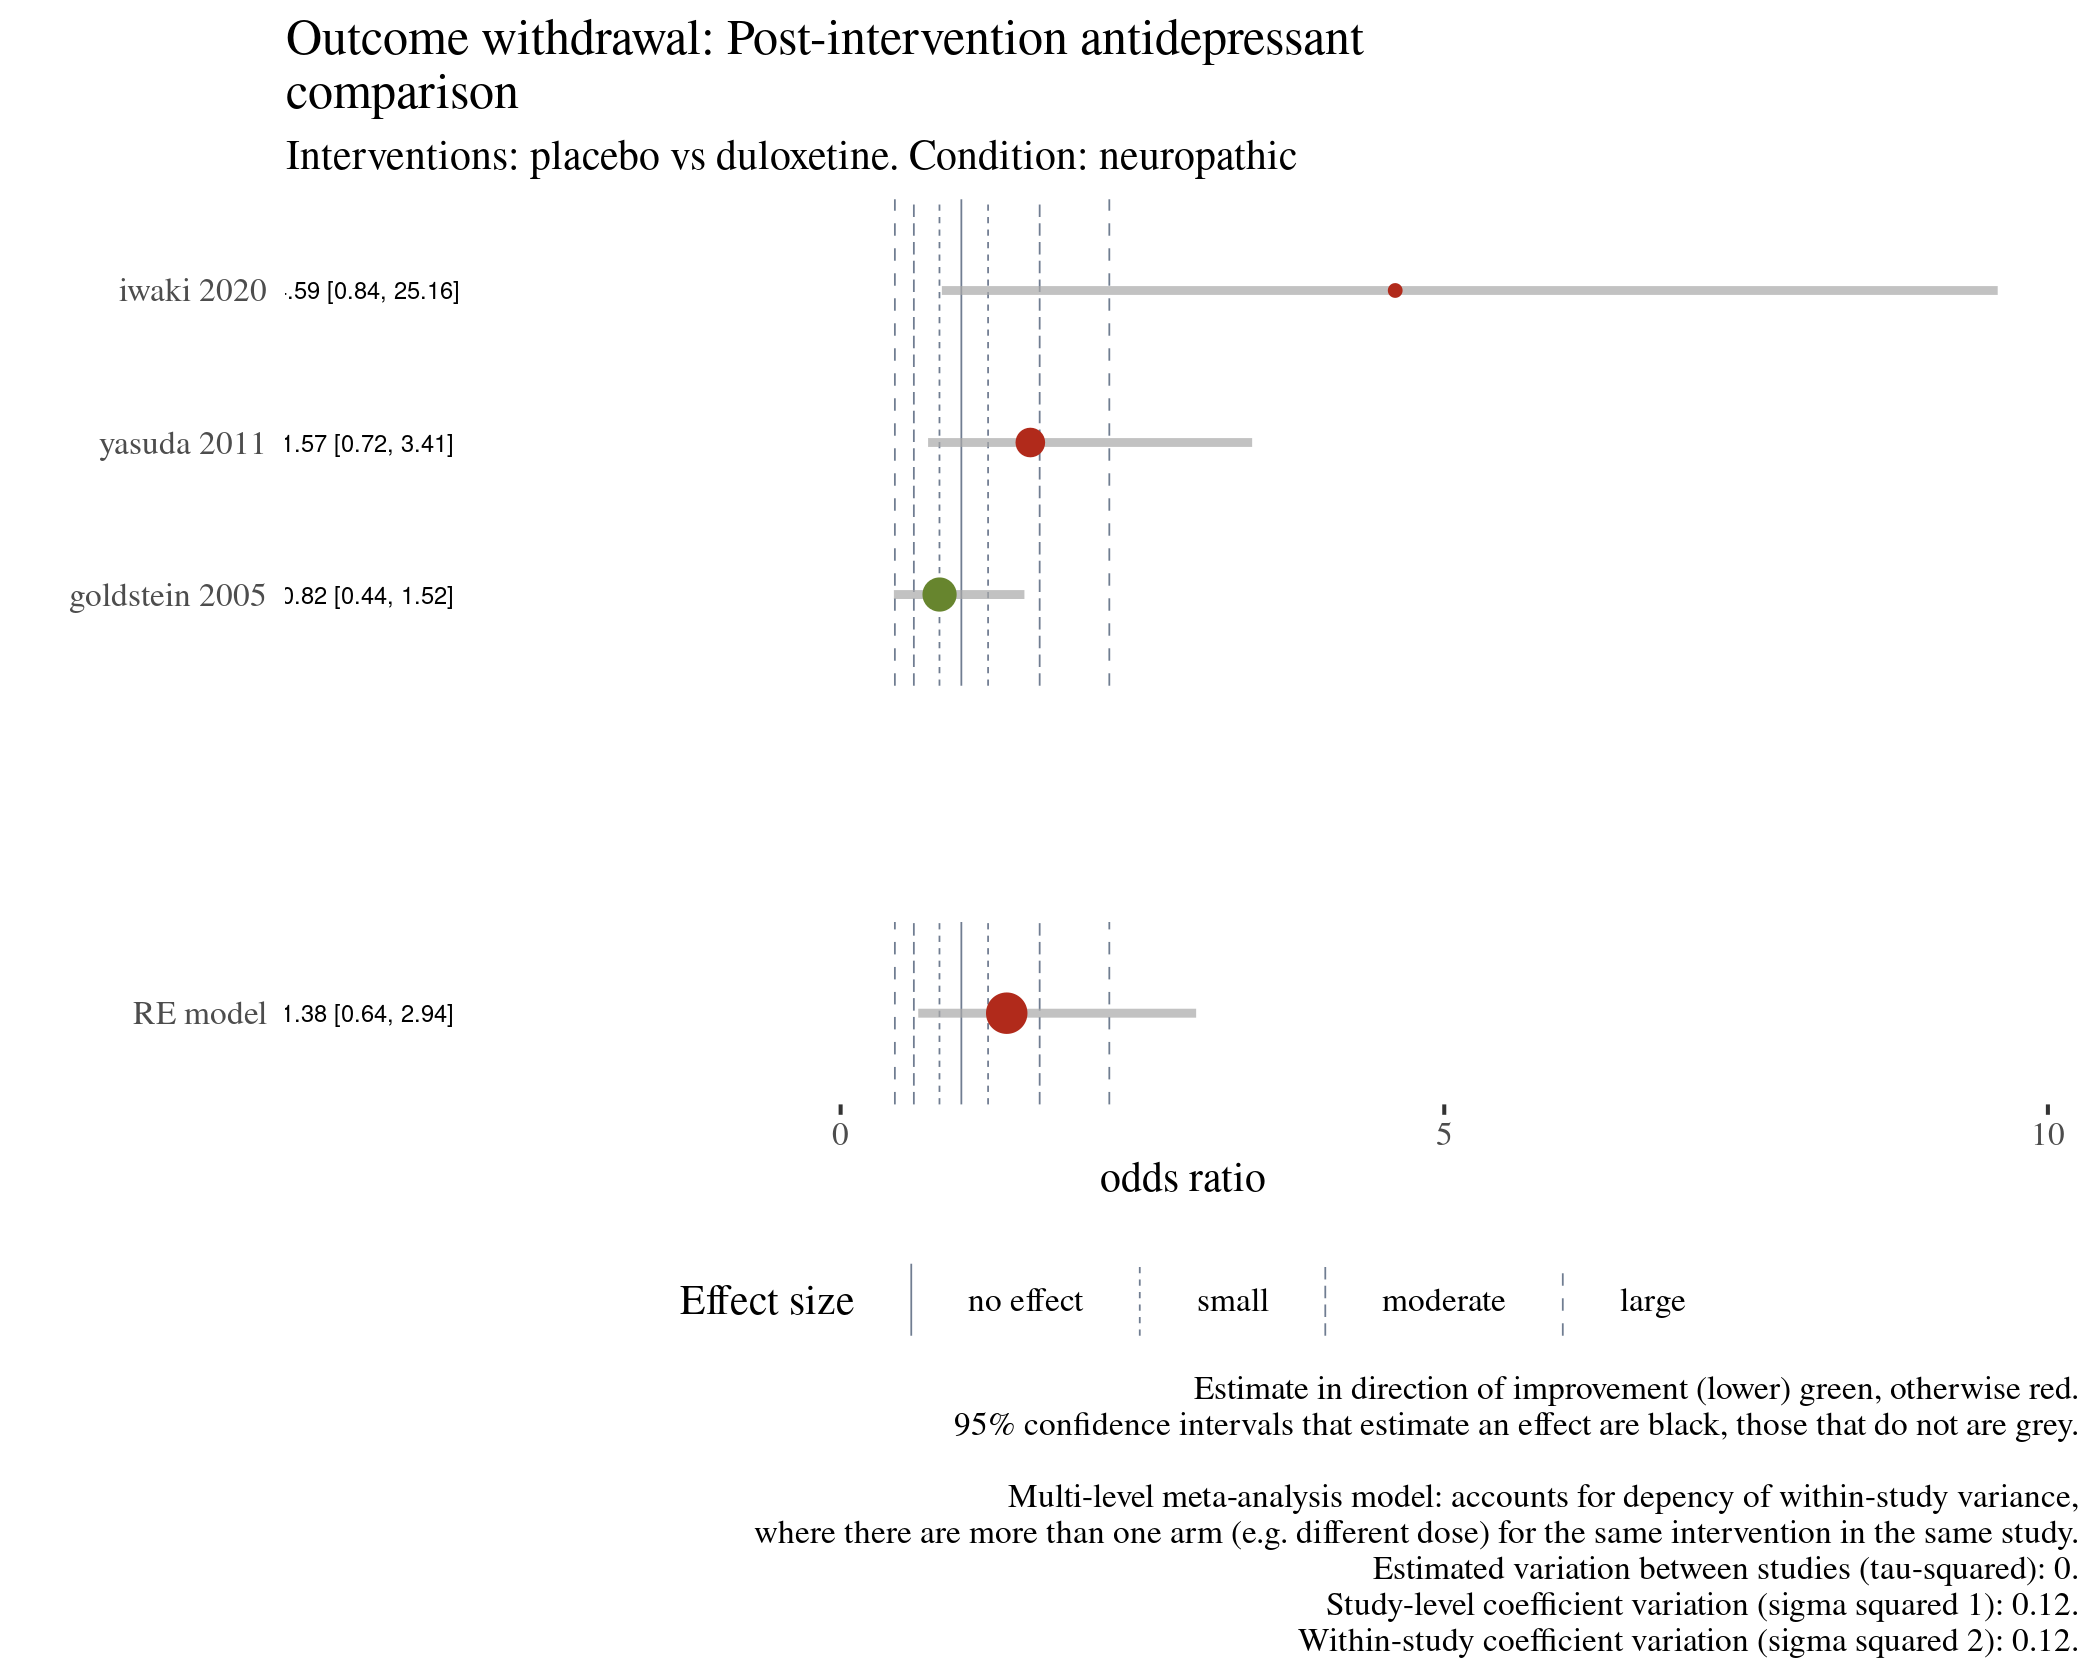 Outcome withdrawal: Post-intervention antidepressant
comparison
Interventions: placebo vs duloxetine. Condition: neuropathic
iwaki 2020 .59 [0.84, 25.16]
yasuda 2011 1.57 [0.72, 3.41]
goldstein 2005 0.82 [0.44, 1.52]
RE model 1.38 [0.64, 2.94]
0 5 10
odds ratio
Effect size no effect small moderate large
Estimate in direction of improvement (lower) green, otherwise red.
95% confidence intervals that estimate an effect are black, those that do not are grey.
Multi-level meta-analysis model: accounts for depency of within-study variance,
where there are more than one arm (e.g. different dose) for the same intervention in the same study.
Estimated variation between studies (tau-squared): 0.
Study-level coefficient variation (sigma squared 1): 0.12.
Within-study coefficient variation (sigma squared 2): 0.12.